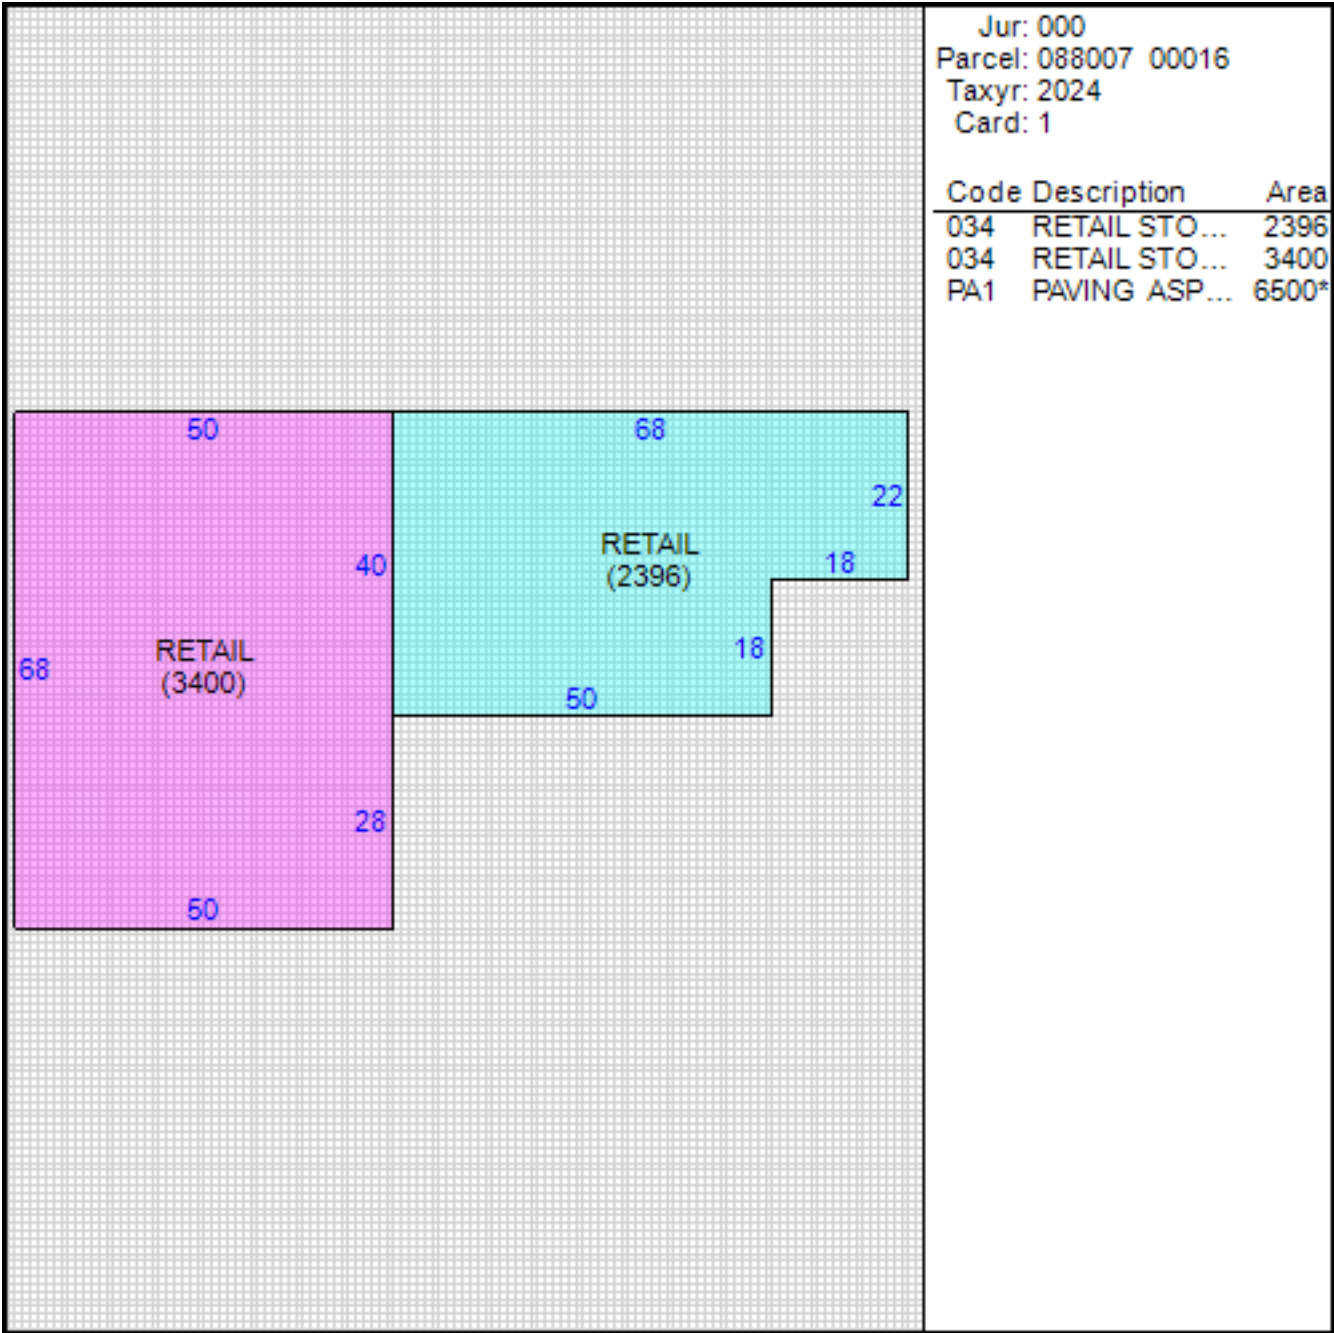 Jur: 000
Parcel: 088007 00016
Taxyr: 2024
Card: 1
Code Description Area
034 RETAIL STO... 2396
034 RETAIL STO... 3400
PA1 PAVING ASP... 6500*
50
68
22
40
RETAIL
(2396)
18
18
RETAIL
(3400)
68
50
28
50